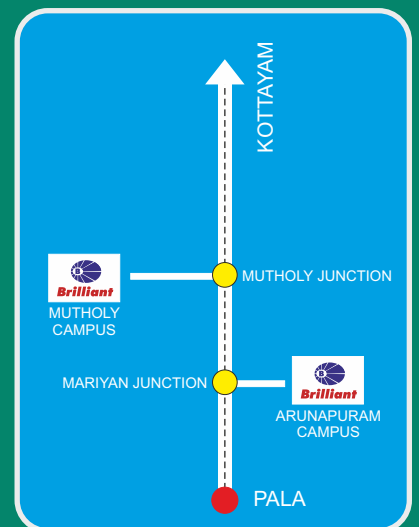 KOTTAYAM
MUTHOLY JUNCTION
B
Brilliant
MUTHOLY
CAMPUS
MARIYAN JUNCTION
B
Brilliant
ARUNAPURAM
CAMPUS
PALA